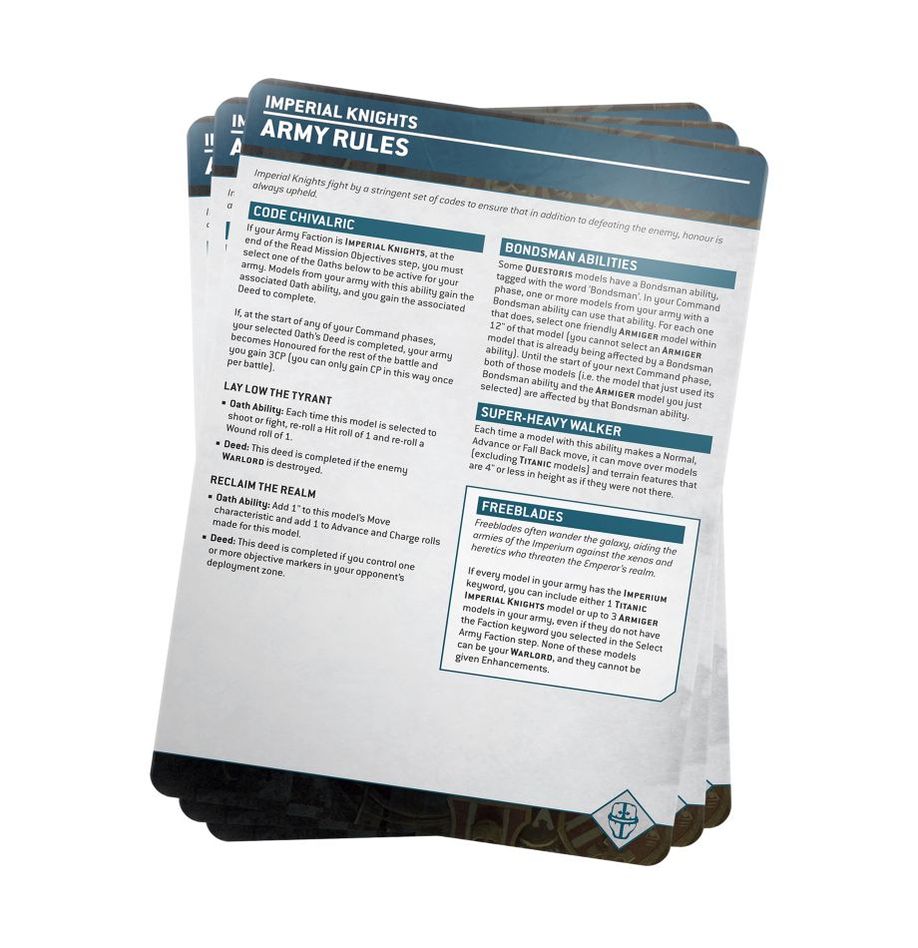 IMPERIAL KNIGHTS
ARMY RULES
Imperial Knights fight by a stringent set of codes to ensure that in addition to defeating the enemy, honour is
always upheld.
CODE CHIVALRIC
If your Army Faction is IMPERIAL KNIGHTS, at the
end of the Read Mission Objectives step, you must
select one of the Oaths below to be active for your
army. Models from your army with this ability gain the
associated Oath ability, and you gain the associated
Deed to complete.
If, at the start of any of your Command phases,
your selected Oath's Deed is completed, your army
becomes Honoured for the rest of the battle and
you gain 3CP (you can only gain CP in this way once
per battle).
LAY LOW THE TYRANT
▪ Oath Ability: Each time this model is selected to
shoot or fight, re-roll a Hit roll of 1 and re-roll a
Wound roll of 1.
▪ Deed: This deed is completed if the enemy
WARLORD is destroyed.
RECLAIM THE REALM
▪ Oath Ability: Add 1" to this model's Move
characteristic and add 1 to Advance and Charge rolls
made for this model.
▪ Deed: This deed is completed if you control one
or more objective markers in your opponent's
deployment zone.
BONDSMAN ABILITIES
Some QUESTORIS models have a Bondsman ability,
tagged with the word 'Bondsman'. In your Command
phase, one or more models from your army with a
Bondsman ability can use that ability. For each one
that does, select one friendly ARMIGER model within
12" of that model (you cannot select an ARMIGER
model that is already being affected by a Bondsman
ability). Until the start of your next Command phase,
both of those models (i.e. the model that just used its
Bondsman ability and the ARMIGER model you just
selected) are affected by that Bondsman ability.
SUPER-HEAVY WALKER
Each time a model with this ability makes a Normal,
Advance or Fall Back move, it can move over models
(excluding TITANIC models) and terrain features that
are 4" or less in height as if they were not there.
FREEBLADES
Freeblades often wander the galaxy, aiding the
armies of the Imperium against the xenos and
heretics who threaten the Emperor's realm.
If every model in your army has the IMPERIUM
keyword, you can include either 1 TITANIC
IMPERIAL KNIGHTS model or up to 3 ARMIGER
models in your army, even if they do not have
the Faction keyword you selected in the Select
Army Faction step. None of these models
can be your WARLORD, and they cannot be
given Enhancements.